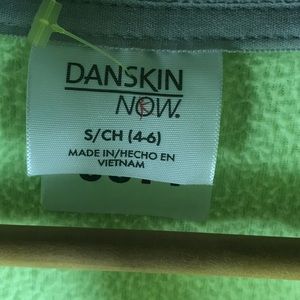 DANSKIN
NOW.
S/CH (4-6)
MADE IN/HECHO EN
VIETNAM